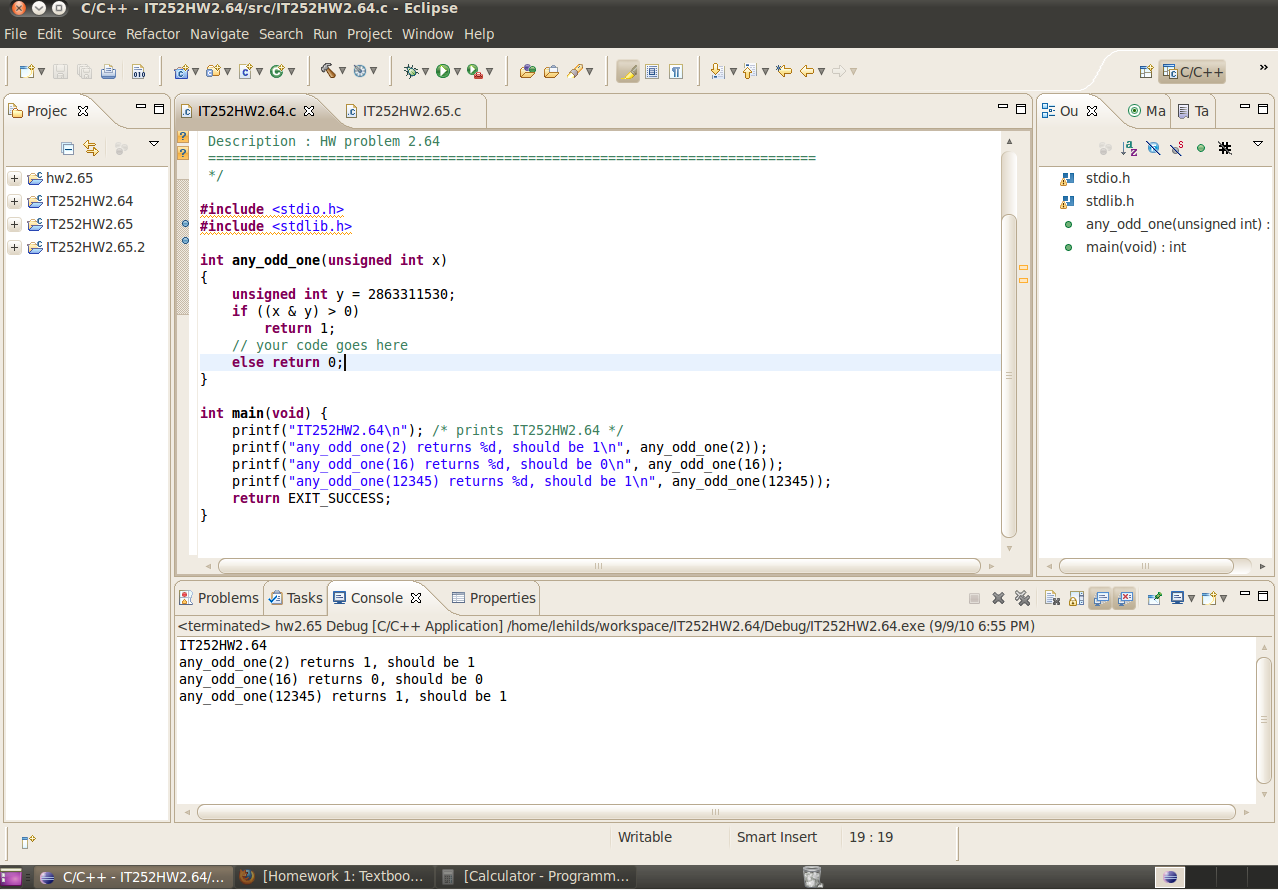 C/C++ - IT252HW2.64/src/IT252HW2.64.c - Eclipse
File Edit Source Refactor Navigate Search Run Project Window Help
010
C/C++
»
Projec
IT252HW2.64.c
IT252HW2.65.c
Ou
Ma
Ta
hw2.65
IT252HW2.64
IT252HW2.65
IT252HW2.65.2
Description : HW problem 2.64
============================================================================
*/
#include <stdio.h>
#include <stdlib.h>
int any_odd_one(unsigned int x)
{
unsigned int y = 2863311530;
if ((x & y) > 0)
return 1;
// your code goes here
else return 0;
}
int main(void) {
printf("IT252HW2.64\n"); /* prints IT252HW2.64 */
printf("any_odd_one(2) returns %d, should be 1\n", any_odd_one(2));
printf("any_odd_one(16) returns %d, should be 0\n", any_odd_one(16));
printf("any_odd_one(12345) returns %d, should be 1\n", any_odd_one(12345));
return EXIT_SUCCESS;
}
stdio.h
stdlib.h
any_odd_one(unsigned int) :
main(void) : int
Problems
Tasks
Console
Properties
<terminated> hw2.65 Debug [C/C++ Application] /home/lehilds/workspace/IT252HW2.64/Debug/IT252HW2.64.exe (9/9/10 6:55 PM)
IT252HW2.64
any_odd_one(2) returns 1, should be 1
any_odd_one(16) returns 0, should be 0
any_odd_one(12345) returns 1, should be 1
Writable
Smart Insert
19 : 19
C/C++ - IT252HW2.64/...
[Homework 1: Textboo...
[Calculator - Programm...